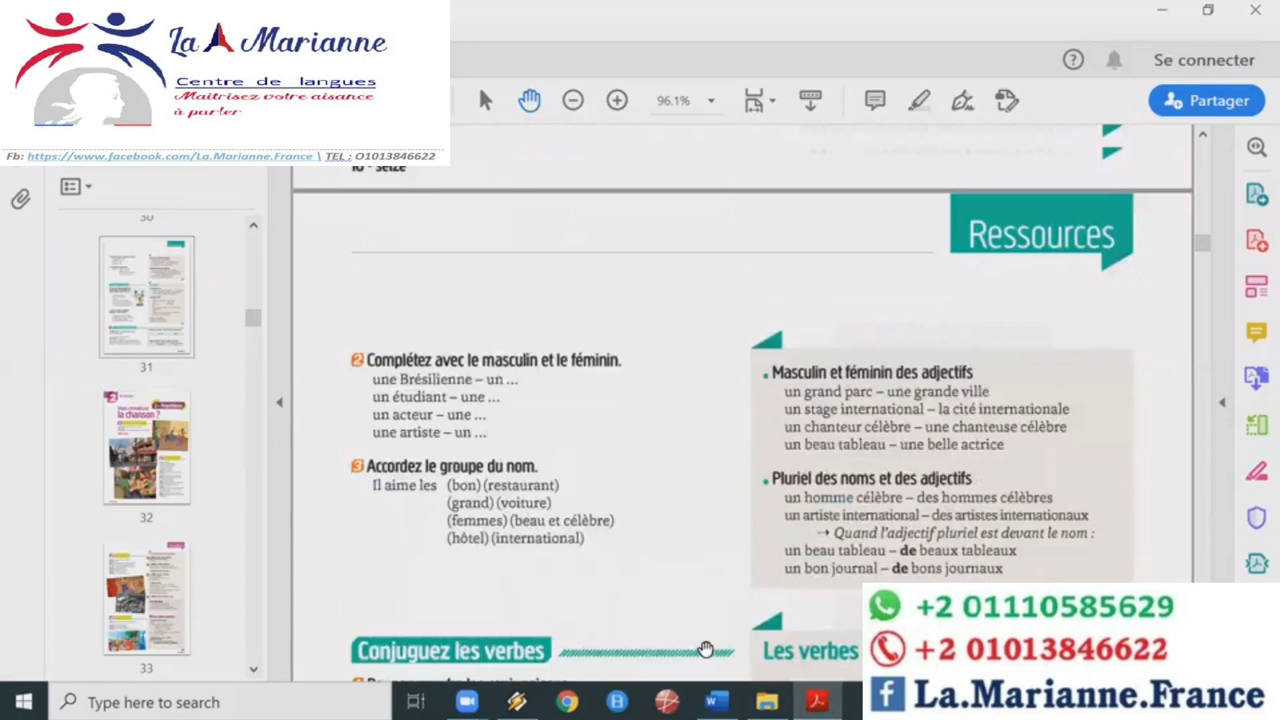 La Marianne
Centre de langues
Maîtrisez votre aisance
à parler
Fb: https://www.facebook.com/La.Marianne.France \ TEL : O1013846622
Se connecter
96.1%
Partager
seize
30
31
32
33
Ressources
2 Complétez avec le masculin et le féminin.
une Brésilienne – un ...
un étudiant – une ...
un acteur – une ...
une artiste – un ...
3 Accordez le groupe du nom.
Il aime les (bon) (restaurant)
(grand) (voiture)
(femmes) (beau et célèbre)
(hôtel) (international)
• Masculin et féminin des adjectifs
un grand parc – une grande ville
un stage international – la cité internationale
un chanteur célèbre – une chanteuse célèbre
un beau tableau – une belle actrice
• Pluriel des noms et des adjectifs
un homme célèbre – des hommes célèbres
un artiste international – des artistes internationaux
→ Quand l'adjectif pluriel est devant le nom :
un beau tableau – de beaux tableaux
un bon journal – de bons journaux
Conjuguez les verbes
Les verbes
+2 01110585629
+2 01013846622
La.Marianne.France
Type here to search